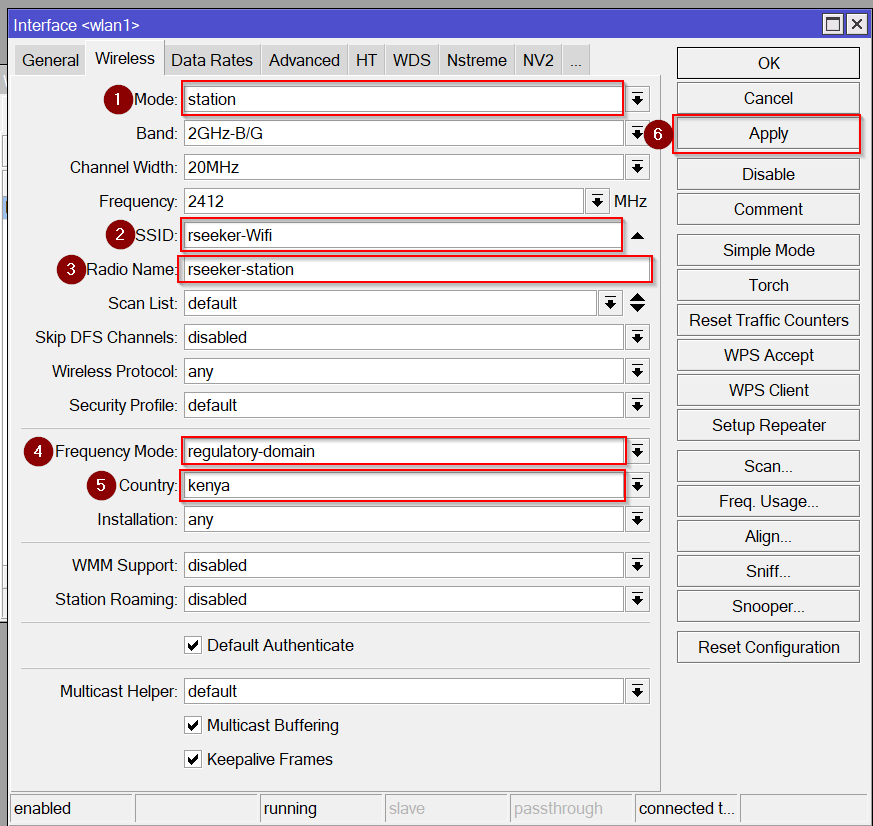 Interface <wlan1>
General Wireless Data Rates Advanced HT WDS Nstreme NV2 ...
1 Mode: station
Band: 2GHz-B/G
Channel Width: 20MHz
Frequency: 2412 MHz
2 SSID: rseeker-Wifi
3 Radio Name: rseeker-station
Scan List: default
Skip DFS Channels: disabled
Wireless Protocol: any
Security Profile: default
4 Frequency Mode: regulatory-domain
5 Country: kenya
Installation: any
WMM Support: disabled
Station Roaming: disabled
Default Authenticate
Multicast Helper: default
Multicast Buffering
Keepalive Frames
OK
Cancel
6 Apply
Disable
Comment
Simple Mode
Torch
Reset Traffic Counters
WPS Accept
WPS Client
Setup Repeater
Scan...
Freq. Usage...
Align...
Sniff...
Snooper...
Reset Configuration
enabled running slave passthrough connected t...